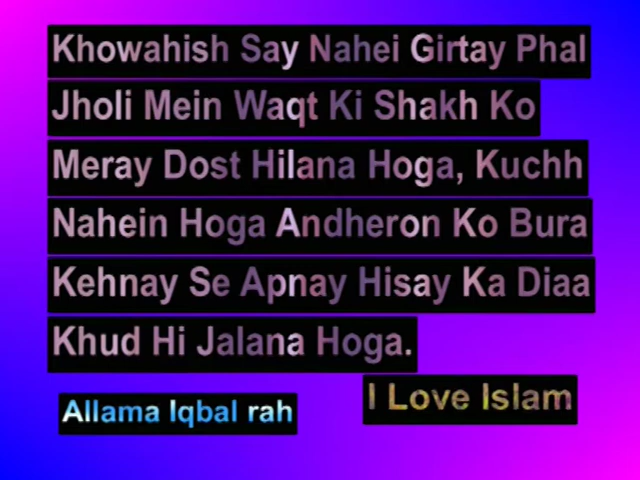 Khowahish Say Nahei Girtay Phal
Jholi Mein Waqt Ki Shakh Ko
Meray Dost Hilana Hoga, Kuchh
Nahein Hoga Andheron Ko Bura
Kehnay Se Apnay Hisay Ka Diaa
Khud Hi Jalana Hoga.
I Love Islam
Allama Iqbal rah